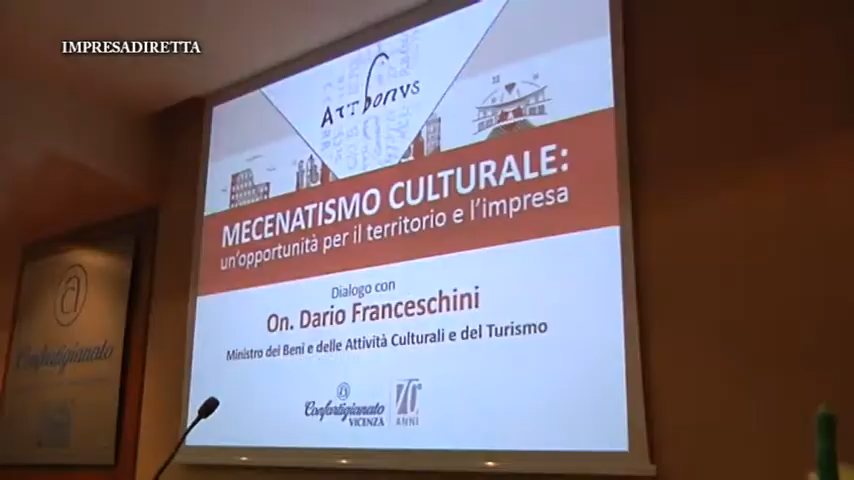 IMPRESADIRETTA
ArtBonus
MECENATISMO CULTURALE:
un'opportunità per il territorio e l'impresa
Dialogo con
On. Dario Franceschini
Ministro dei Beni e delle Attività Culturali e del Turismo
Confartigianato
VICENZA
70
ANNI
Confartigianato